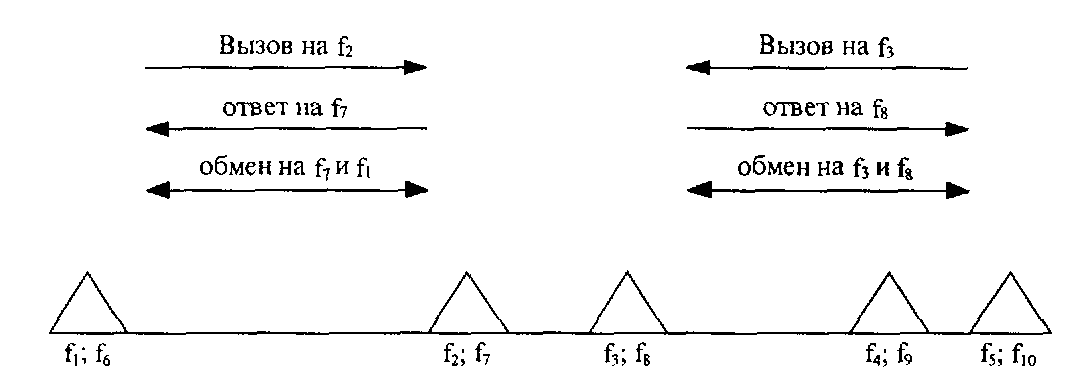 Вызов на f₂
Вызов на f₃
ответ на f₇
ответ на f₈
обмен на f₇ и f₁
обмен на f₃ и f₈
f₁; f₆
f₂; f₇
f₃; f₈
f₄; f₉
f₅; f₁₀